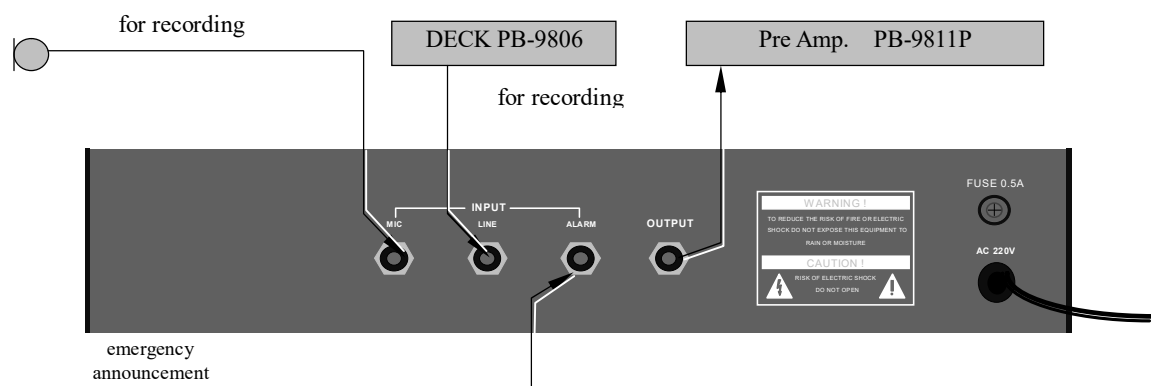 for recording
DECK PB-9806
Pre Amp. PB-9811P
for recording
INPUT
MIC
LINE
ALARM
OUTPUT
WARNING !
TO REDUCE THE RISK OF FIRE OR ELECTRIC
SHOCK DO NOT EXPOSE THIS EQUIPMENT TO
RAIN OR MOISTURE
CAUTION !
RISK OF ELECTRIC SHOCK
DO NOT OPEN
FUSE 0.5A
AC 220V
emergency
announcement